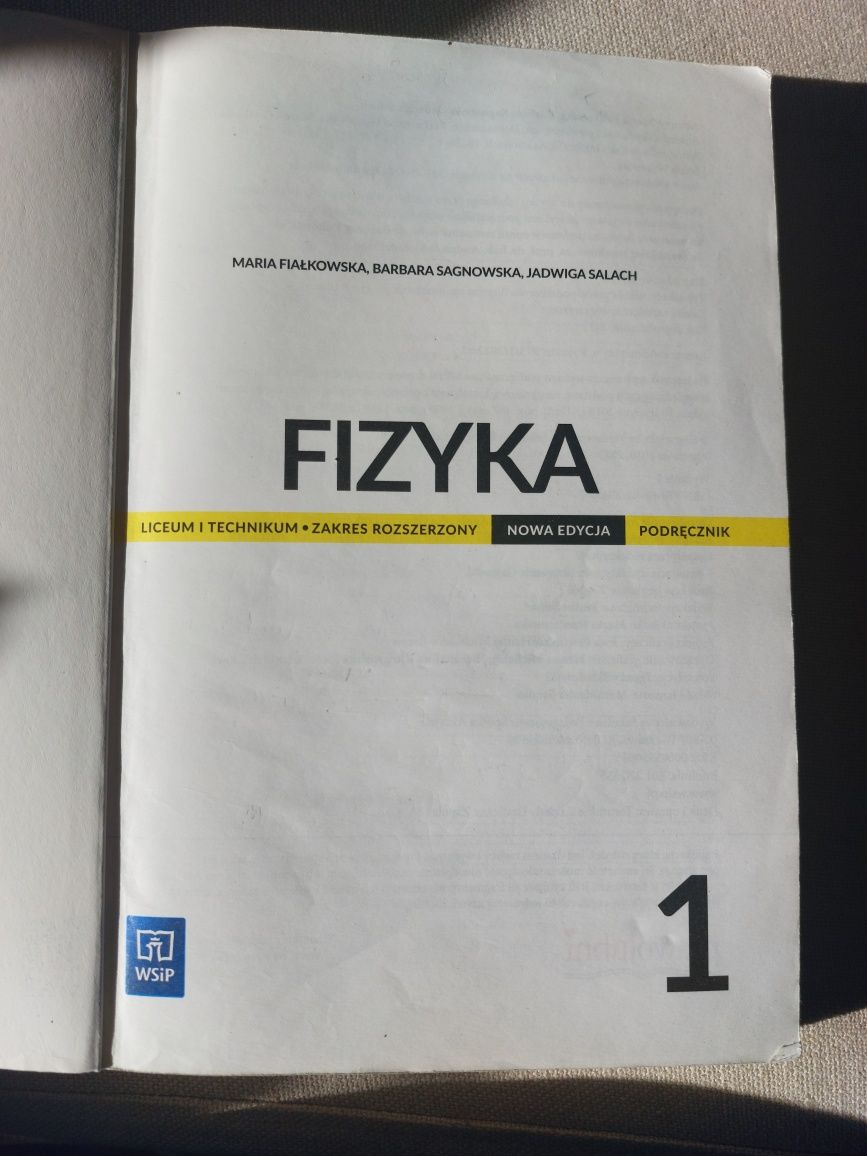 MARIA FIAŁKOWSKA, BARBARA SAGNOWSKA, JADWIGA SALACH
FIZYKA
LICEUM I TECHNIKUM • ZAKRES ROZSZERZONY NOWA EDYCJA PODRĘCZNIK
1
WSiP